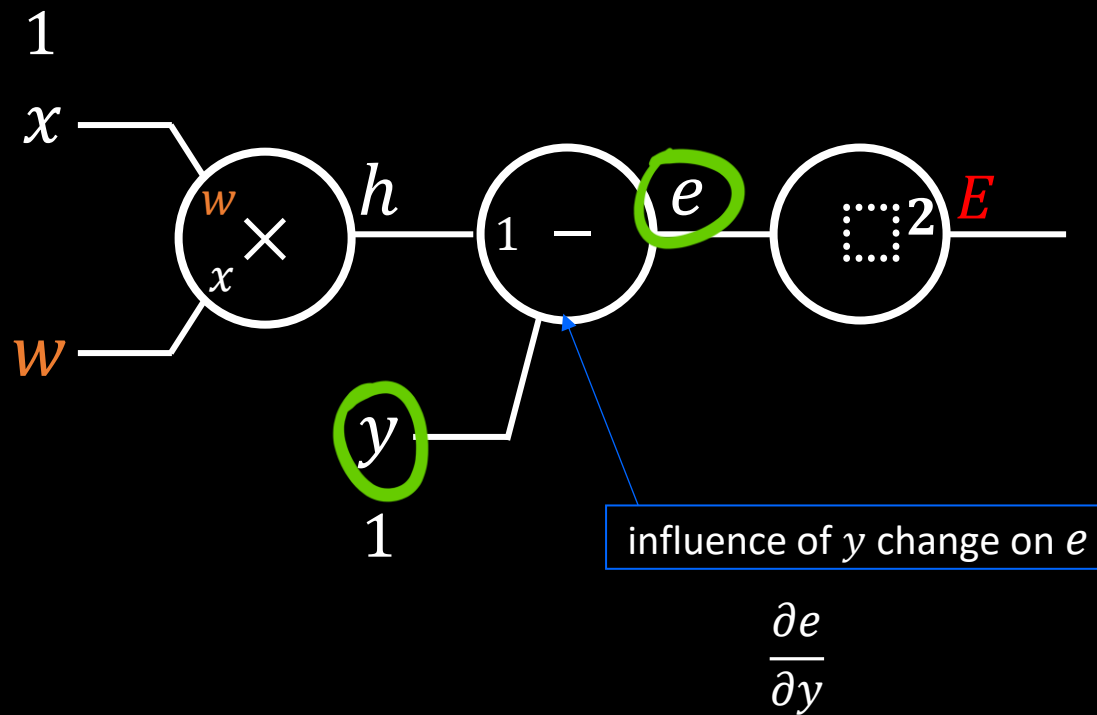 1
x
w
x
×
h
1 −
e
2
E
w
y
1
influence of y change on e
∂e
∂y